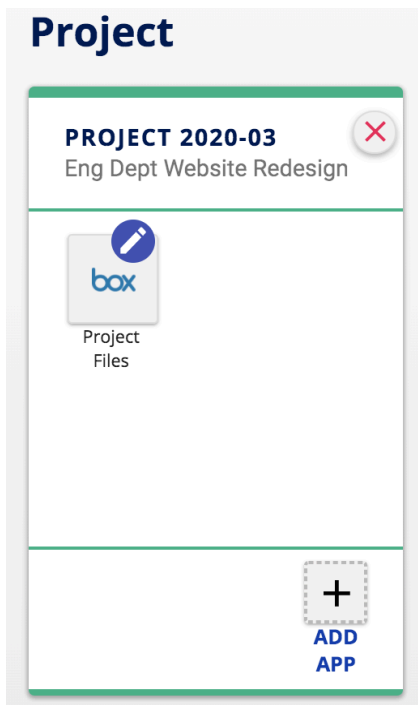 Project
PROJECT 2020-03
Eng Dept Website Redesign
box
Project
Files
+
ADD
APP